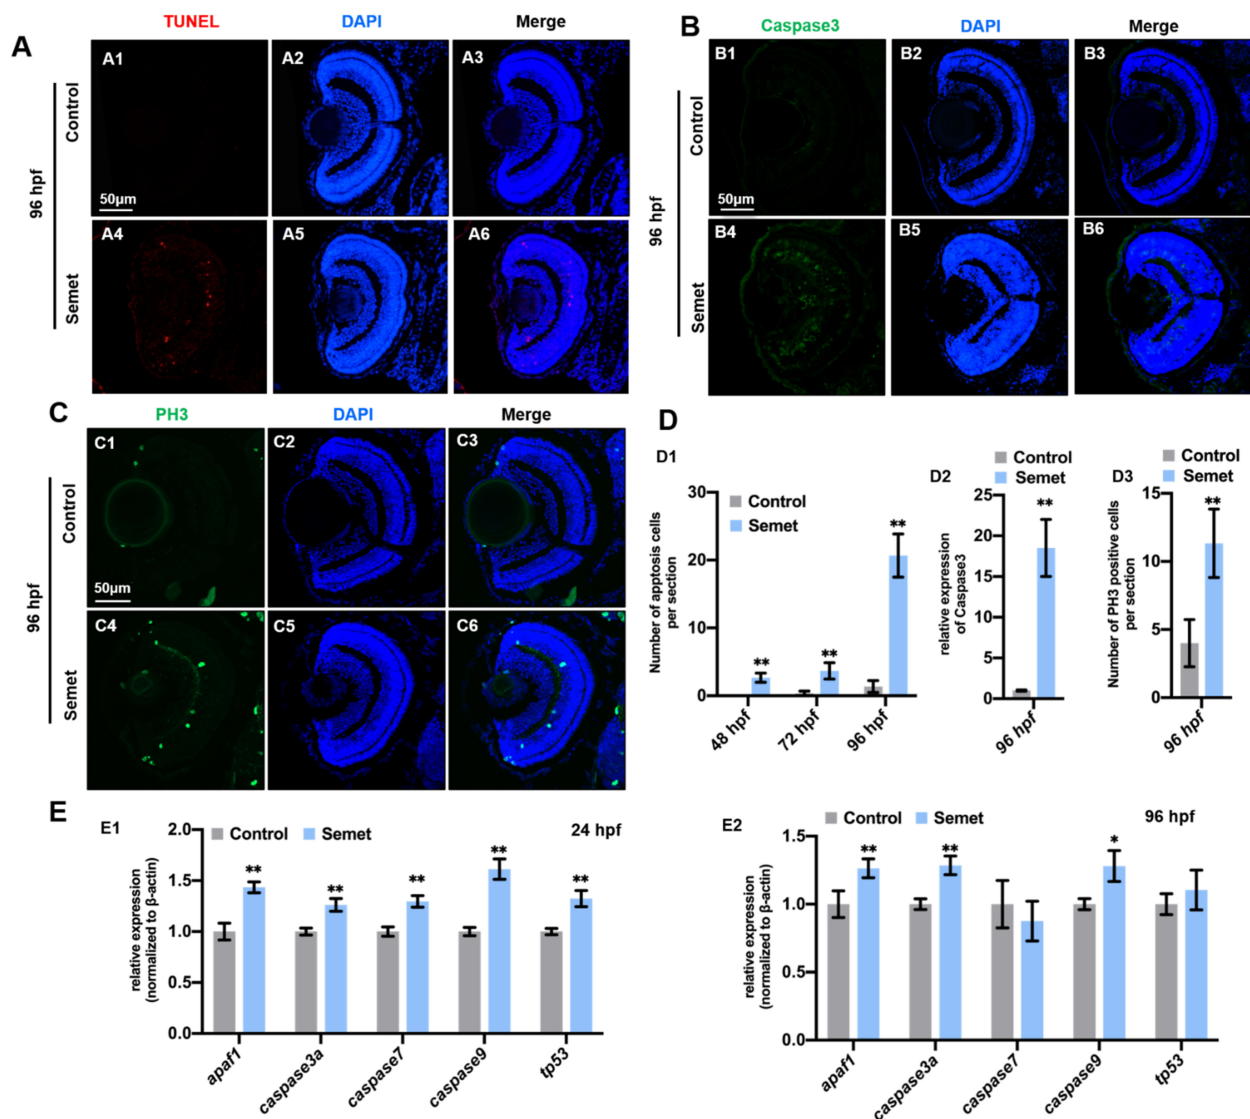 A
TUNEL
DAPI
Merge
96 hpf
Control
Semet
A1
A2
A3
50μm
A4
A5
A6
B
Caspase3
DAPI
Merge
96 hpf
Control
Semet
B1
B2
B3
50μm
B4
B5
B6
C
PH3
DAPI
Merge
96 hpf
Control
Semet
C1
C2
C3
50μm
C4
C5
C6
D
D1
Control
Semet
Number of aptosis cells
per section
30
20
10
0
**
**
**
48 hpf
72 hpf
96 hpf
D2
Control
Semet
relative expression
of Caspase3
25
20
15
10
5
0
**
96 hpf
D3
Control
Semet
Number of PH3 positive cells
per section
15
10
5
0
**
96 hpf
E
E1
Control
Semet
24 hpf
relative expression
(normalized to β-actin)
2.0
1.5
1.0
0.5
0.0
**
**
**
**
**
apaf1
caspase3a
caspase7
caspase9
tp53
E2
Control
Semet
96 hpf
relative expression
(normalized to β-actin)
1.5
1.0
0.5
0.0
**
**
*
apaf1
caspase3a
caspase7
caspase9
tp53